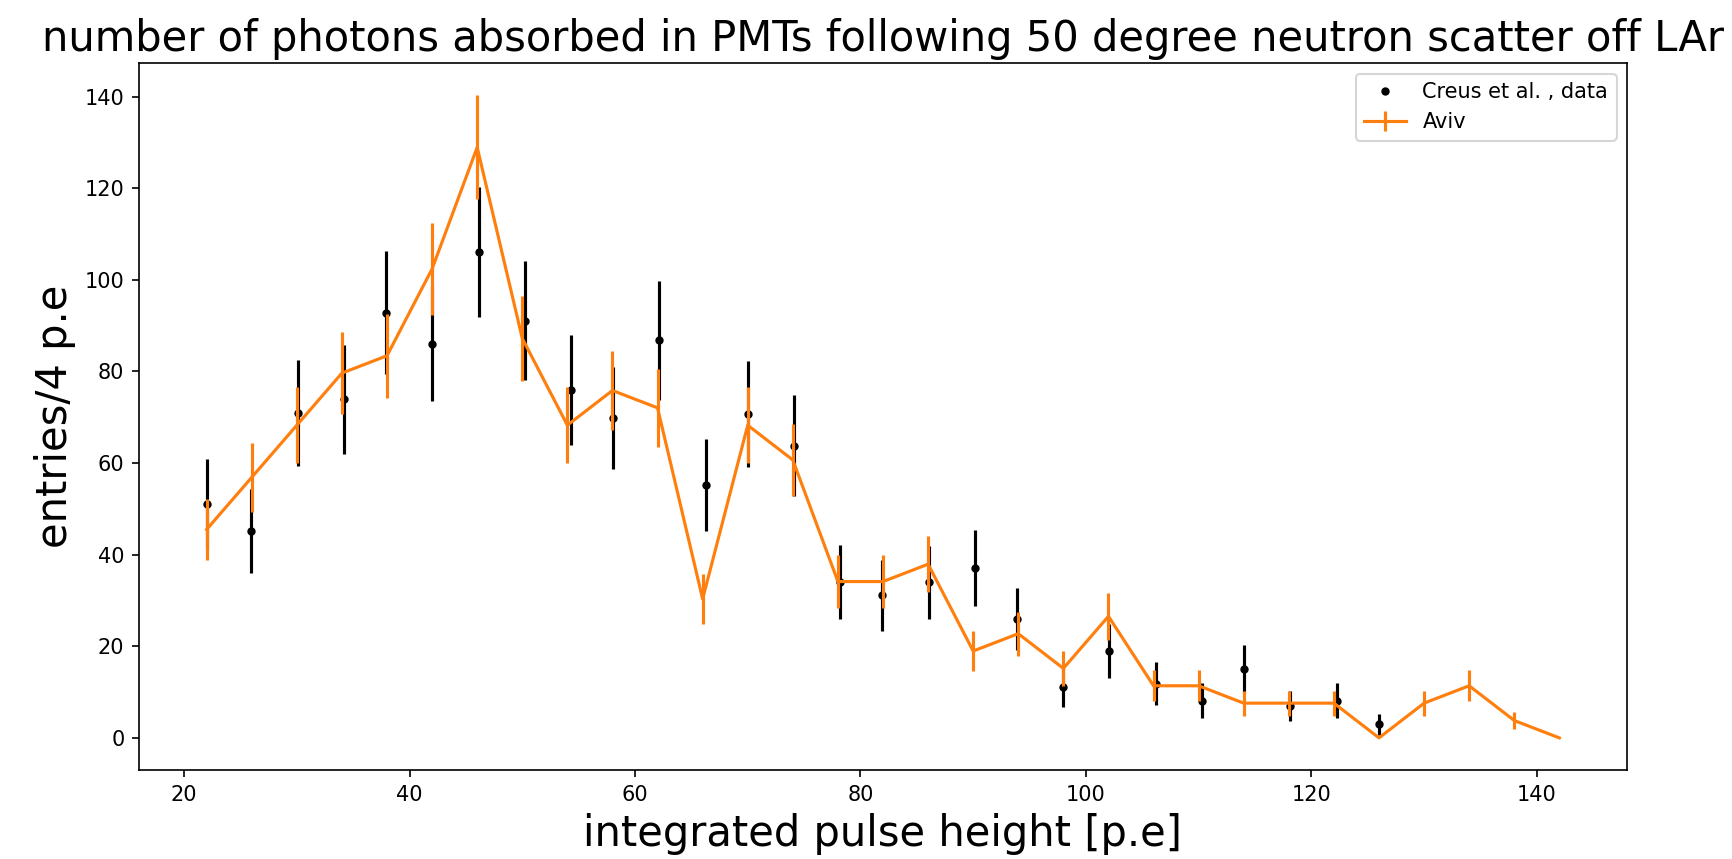 number of photons absorbed in PMTs following 50 degree neutron scatter off LAr
Creus et al. , data
Aviv
entries/4 p.e
140
120
100
80
60
40
20
0
20 40 60 80 100 120 140
integrated pulse height [p.e]